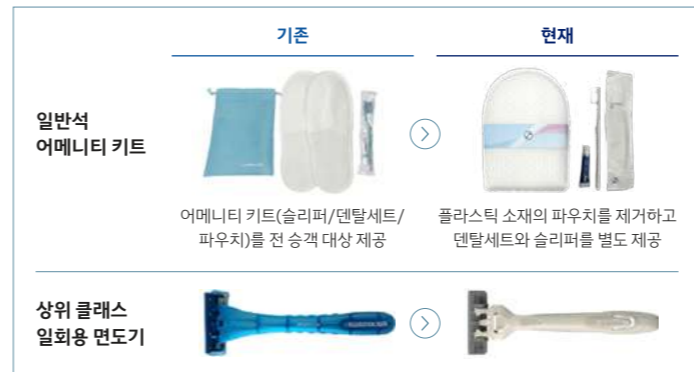 기존
현재
일반석
어메니티 키트
어메니티 키트(슬리퍼/덴탈세트/
파우치)를 전 승객 대상 제공
플라스틱 소재의 파우치를 제거하고
덴탈세트와 슬리퍼를 별도 제공
상위 클래스
일회용 면도기